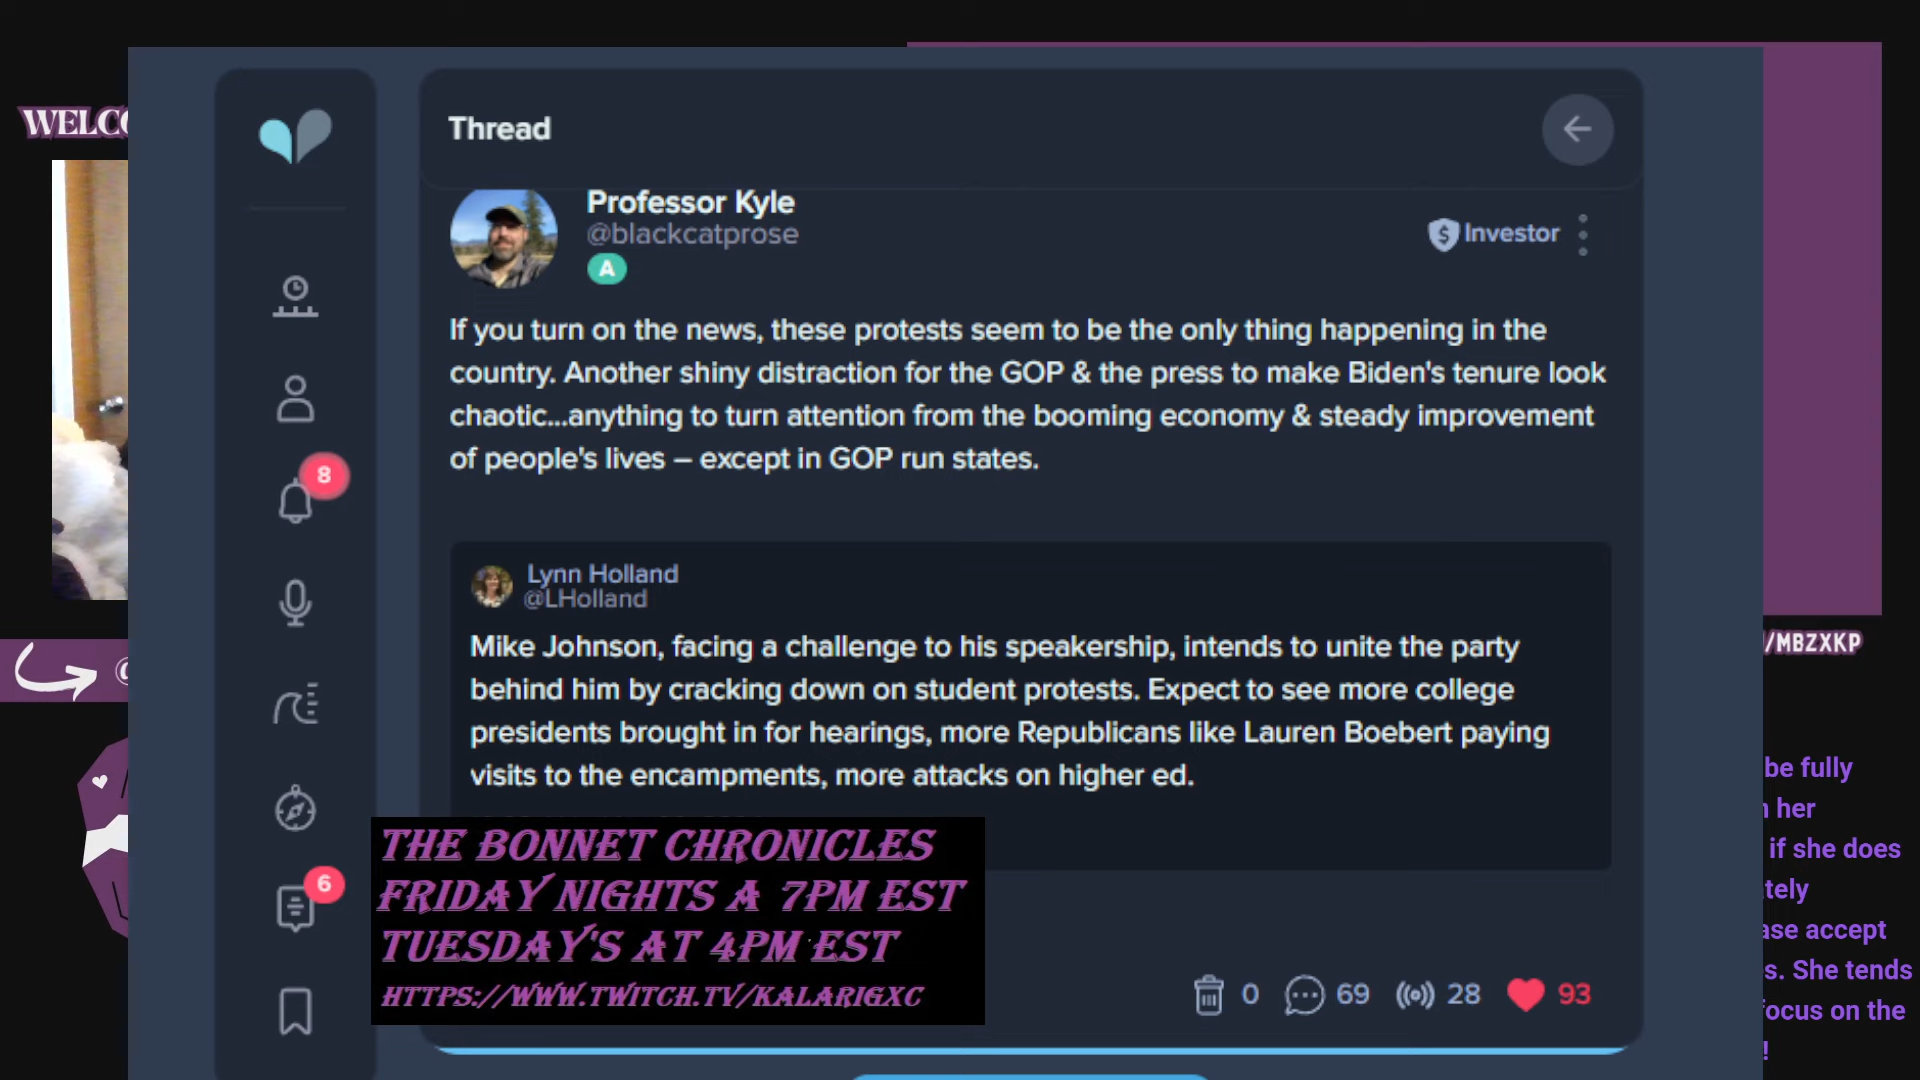 WELCO
Thread
Professor Kyle
@blackcatprose
A
Investor
If you turn on the news, these protests seem to be the only thing happening in the
country. Another shiny distraction for the GOP & the press to make Biden's tenure look
chaotic...anything to turn attention from the booming economy & steady improvement
of people's lives – except in GOP run states.
8
Lynn Holland
@LHolland
Mike Johnson, facing a challenge to his speakership, intends to unite the party
behind him by cracking down on student protests. Expect to see more college
presidents brought in for hearings, more Republicans like Lauren Boebert paying
visits to the encampments, more attacks on higher ed.
/MBZXKP
THE BONNET CHRONICLES
FRIDAY NIGHTS A 7PM EST
TUESDAY'S AT 4PM EST
HTTPS://WWW.TWITCH.TV/KALARIGXC
6
0 69 28 93
be fully
her
if she does
tely
ase accept
s. She tends
focus on the
!